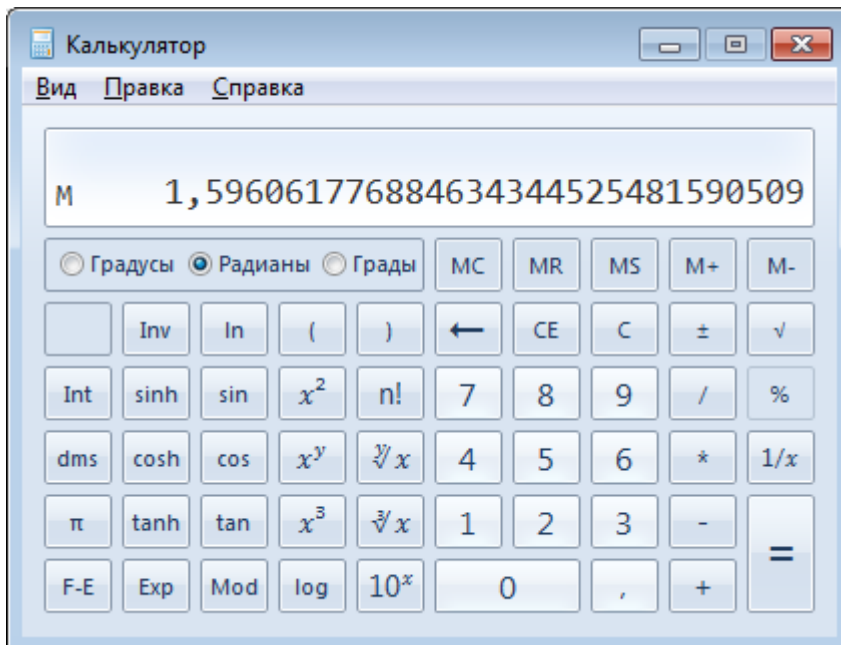 Калькулятор
Вид Правка Справка
M 1,5960617768846343445254815905​09
Градусы Радианы Грады MC MR MS M+ M-
Inv ln ( ) ← CE C ± √
Int sinh sin x² n! 7 8 9 / %
dms cosh cos xʸ ʸ√x 4 5 6 * 1/x
π tanh tan x³ ³√x 1 2 3 - =
F-E Exp Mod log 10ˣ 0 , +